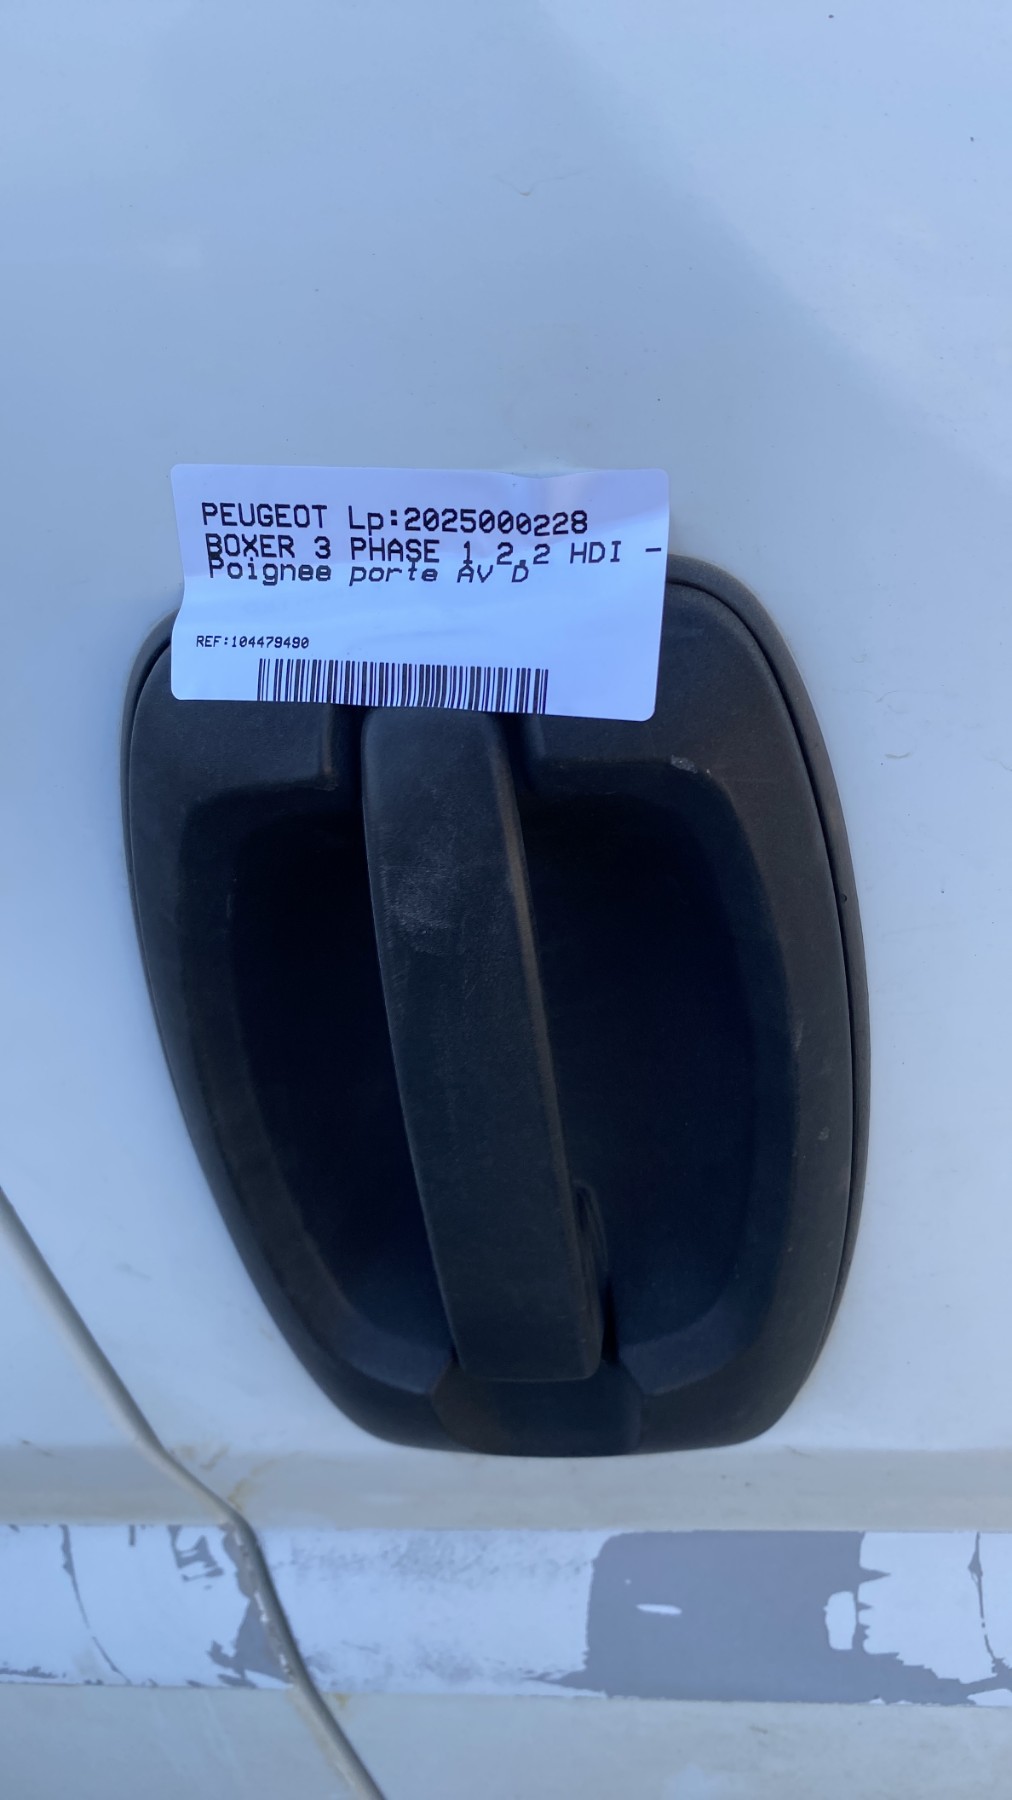 PEUGEOT Lp:2025000228
BOXER 3 PHASE 1 2.2 HDI -
Poignee porte AV D
REF:104479490